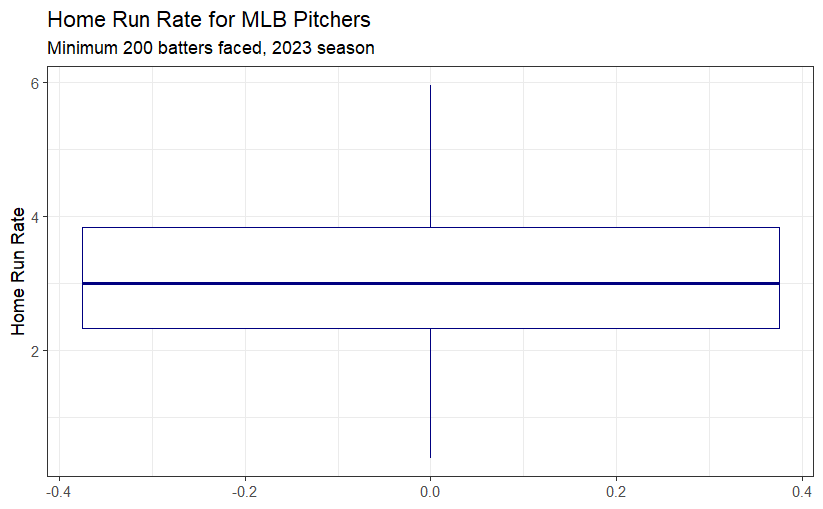 Home Run Rate for MLB Pitchers
Minimum 200 batters faced, 2023 season
Home Run Rate
6
4
2
-0.4
-0.2
0.0
0.2
0.4